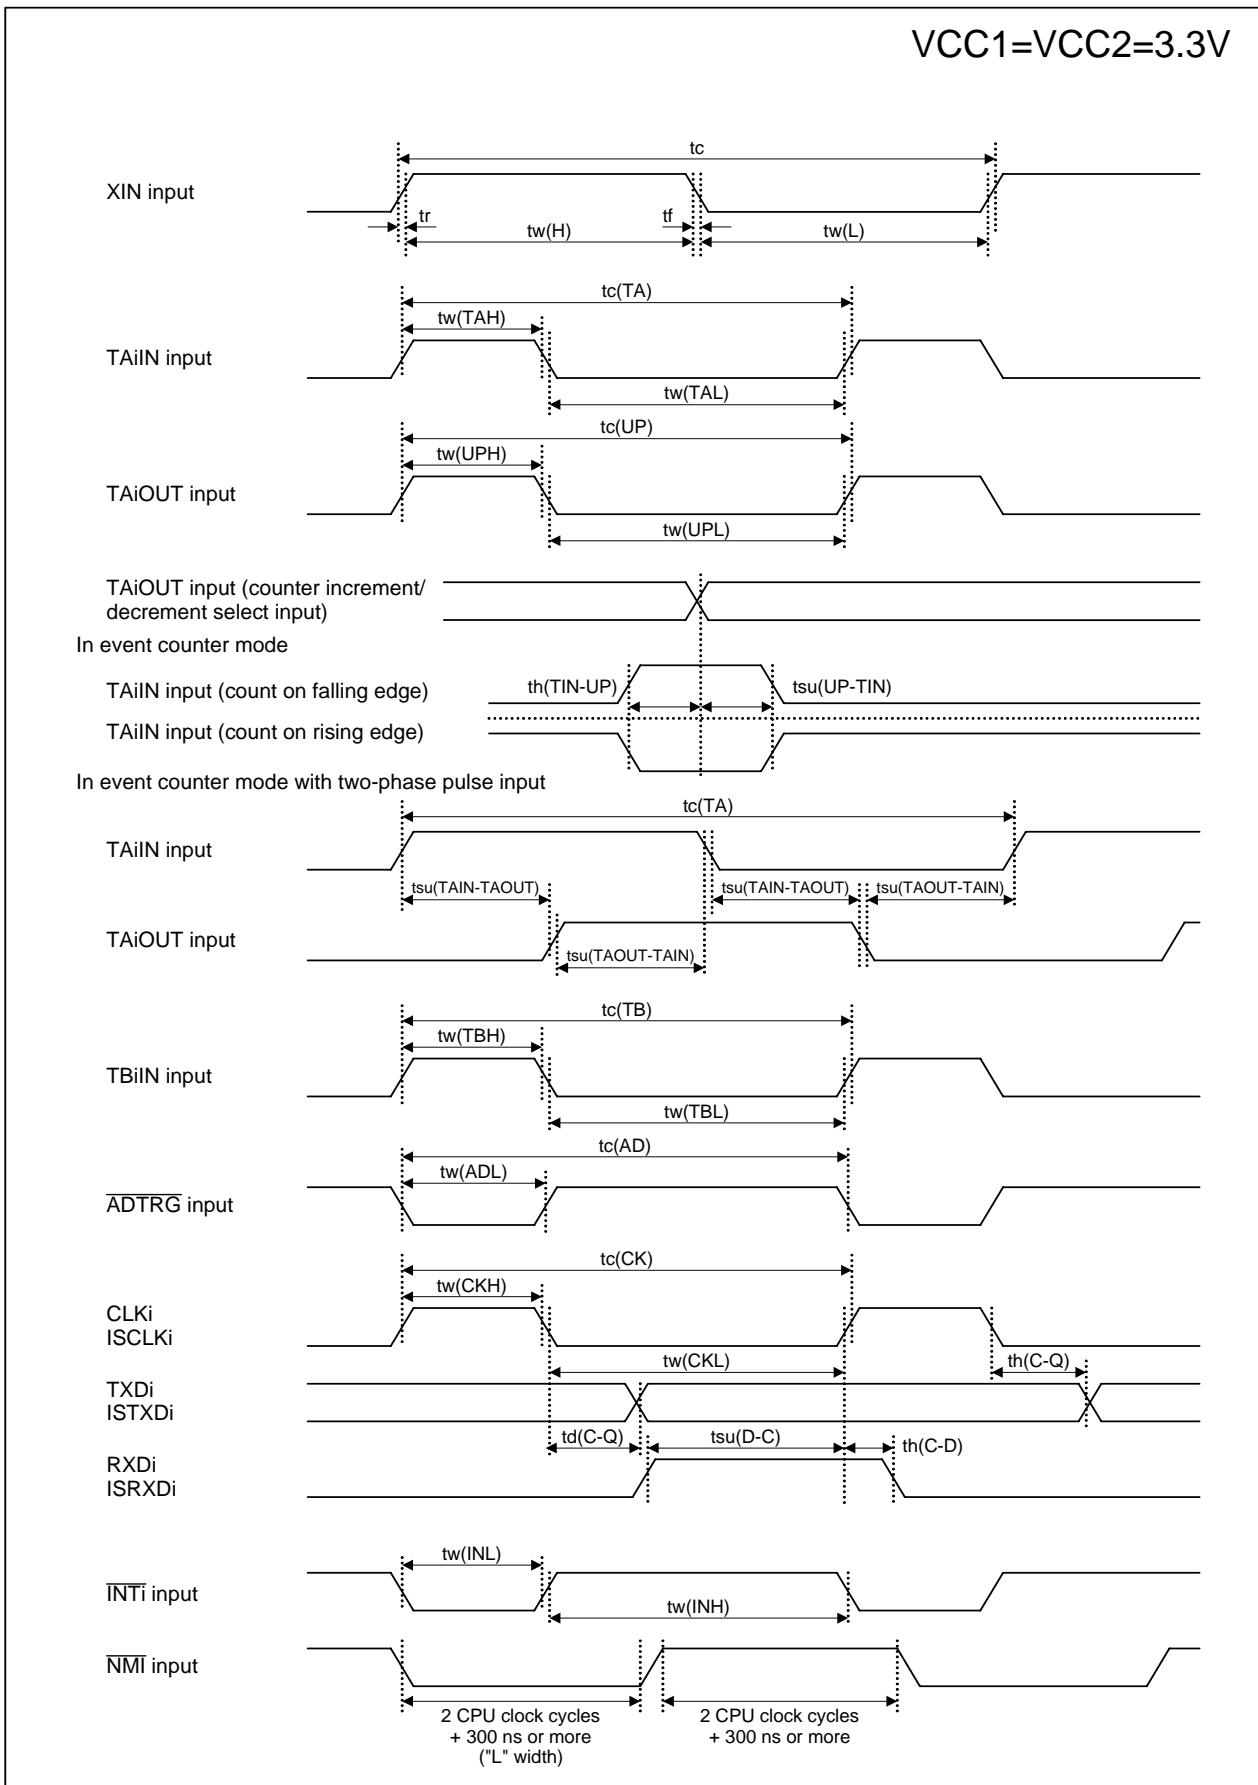 VCC1=VCC2=3.3V
tc
XIN input
tr
tf
tw(H)
tw(L)
tc(TA)
tw(TAH)
TAiIN input
tw(TAL)
tc(UP)
tw(UPH)
TAiOUT input
tw(UPL)
TAiOUT input (counter increment/
decrement select input)
In event counter mode
TAiIN input (count on falling edge)
th(TIN-UP)
tsu(UP-TIN)
TAiIN input (count on rising edge)
In event counter mode with two-phase pulse input
tc(TA)
TAiIN input
tsu(TAIN-TAOUT)
tsu(TAIN-TAOUT)
tsu(TAOUT-TAIN)
TAiOUT input
tsu(TAOUT-TAIN)
tc(TB)
tw(TBH)
TBiIN input
tw(TBL)
tc(AD)
tw(ADL)
ADTRG input
tc(CK)
tw(CKH)
CLKi
ISCLKi
tw(CKL)
th(C-Q)
TXDi
ISTXDi
td(C-Q)
tsu(D-C)
th(C-D)
RXDi
ISRXDi
tw(INL)
INTi input
tw(INH)
NMI input
2 CPU clock cycles
+ 300 ns or more
("L" width)
2 CPU clock cycles
+ 300 ns or more